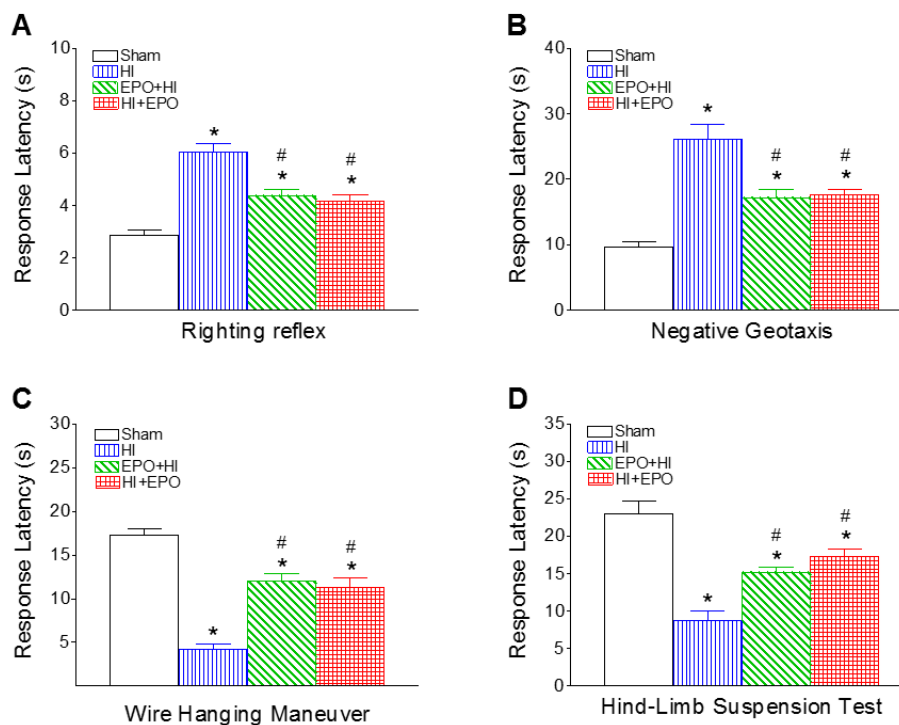 A
Response Latency (s)
10
8
6
4
2
0
Sham
HI
EPO+HI
HI+EPO
*
#
*
#
*
Righting reflex
B
Response Latency (s)
40
30
20
10
0
Sham
HI
EPO+HI
HI+EPO
*
#
*
#
*
Negative Geotaxis
C
Response Latency (s)
30
25
20
15
10
5
Sham
HI
EPO+HI
HI+EPO
*
#
*
#
*
Wire Hanging Maneuver
D
Response Latency (s)
35
30
25
20
15
10
5
0
Sham
HI
EPO+HI
HI+EPO
*
#
*
#
*
Hind-Limb Suspension Test